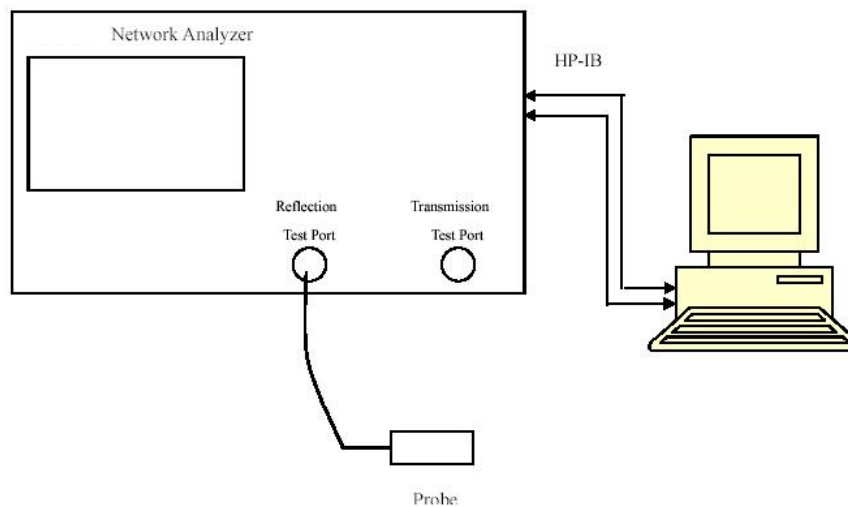 Network Analyzer
HP-IB
Reflection
Test Port
Transmission
Test Port
Probe